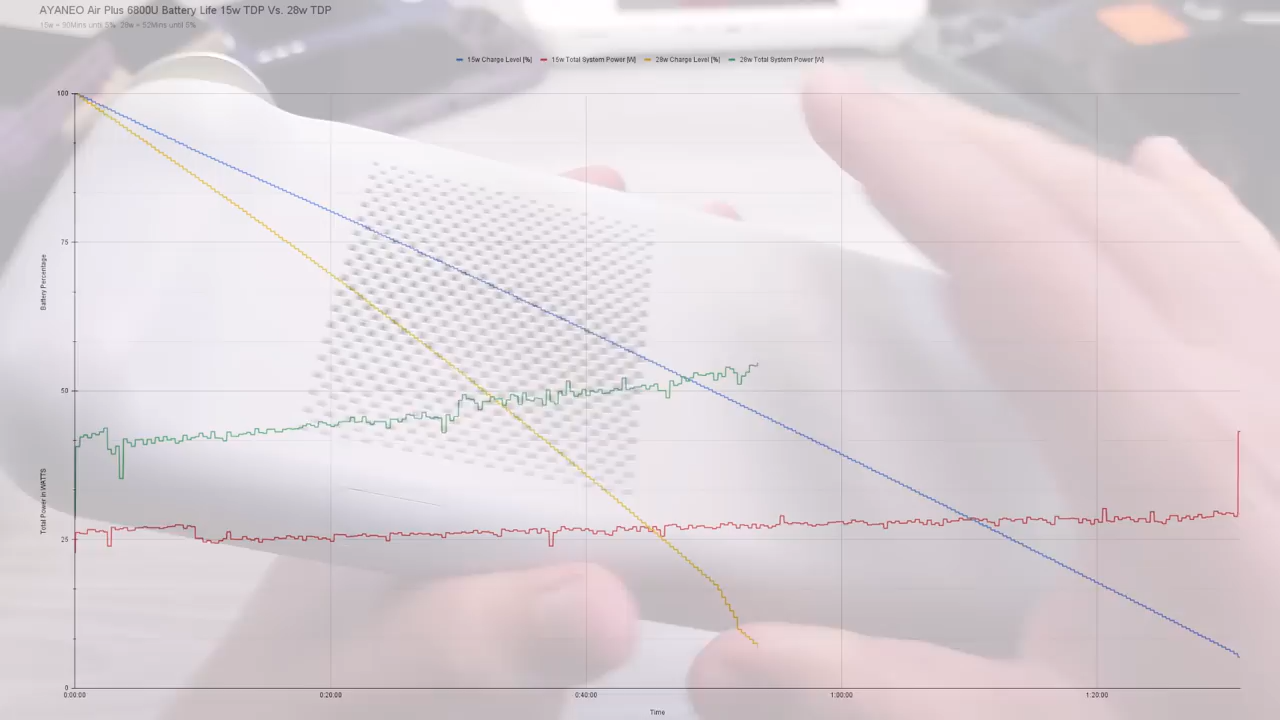 AYANEO Air Plus 6800U Battery Life 15w TDP Vs. 28w TDP
15w = 90Mins until 5%. 28w = 52Mins until 5%
15w Charge Level [%] 15w Total System Power [W] 28w Charge Level [%] 28w Total System Power [W]
100
75
Battery Percentage
50
Total Power in WATTS
25
0
0:00:00 0:20:00 0:40:00 1:00:00 1:20:00
Time